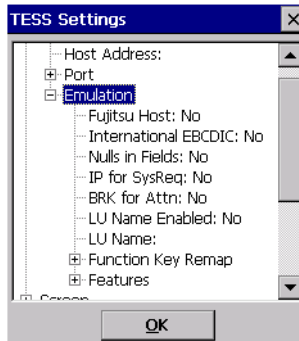 TESS Settings
Host Address:
Port
Emulation
Fujitsu Host: No
International EBCDIC: No
Nulls in Fields: No
IP for SysReq: No
BRK for Attn: No
LU Name Enabled: No
LU Name:
Function Key Remap
Features
Screen
OK